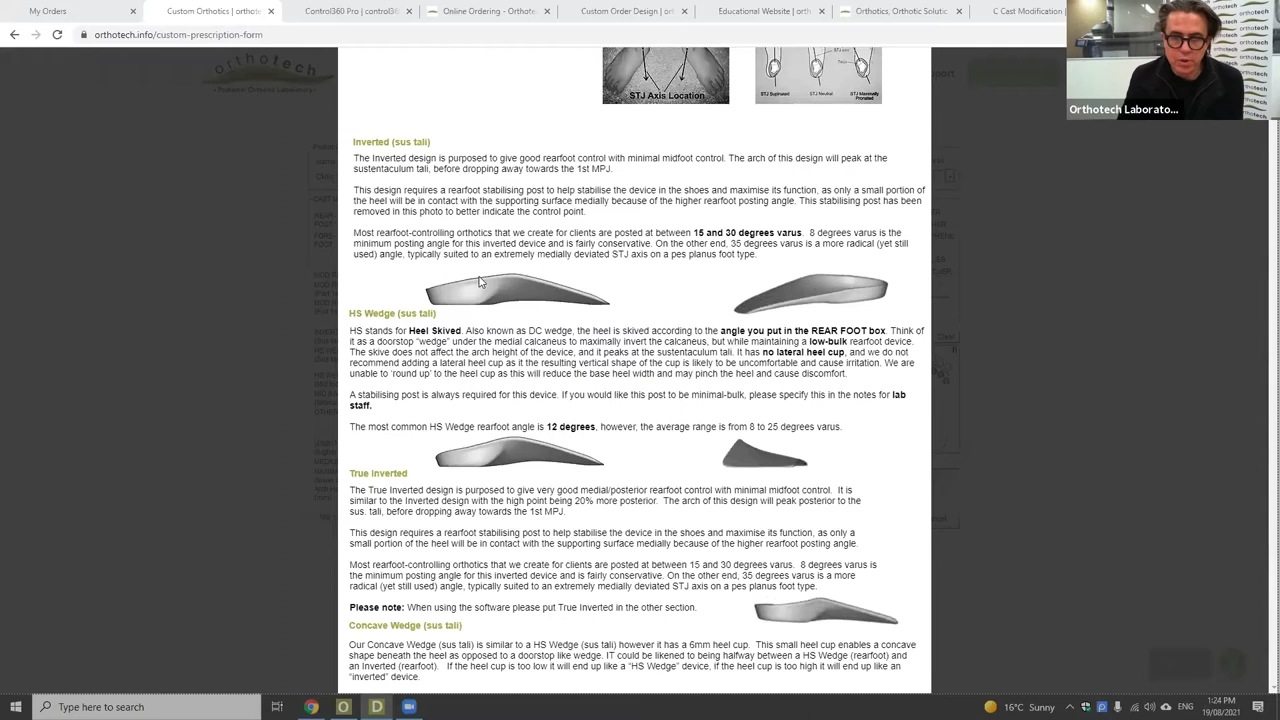 My Orders
Custom Orthotics | orthotech
Control360 Pro | control36
Online Ordering - Orthote
Custom Order Design | ort
Educational Website | orth
Orthotics, Orthotic Solutic
C Cast Modification |
orthotech.info/custom-prescription-form
orthotech
- Podiatric Orthotic Laboratory -
STJ Axis Location
STJ Supinated
STJ Neutral
STJ Maximally
Pronated
Orthotech Laborato...
Inverted (sus tali)
The Inverted design is purposed to give good rearfoot control with minimal midfoot control. The arch of this design will peak at the
sustentaculum tali, before dropping away towards the 1st MPJ.
This design requires a rearfoot stabilising post to help stabilise the device in the shoes and maximise its function, as only a small portion of
the heel will be in contact with the supporting surface medially because of the higher rearfoot posting angle. This stabilising post has been
removed in this photo to better indicate the control point.
Most rearfoot-controlling orthotics that we create for clients are posted at between 15 and 30 degrees varus. 8 degrees varus is the
minimum posting angle for this inverted device and is fairly conservative. On the other end, 35 degrees varus is a more radical (yet still
used) angle, typically suited to an extremely medially deviated STJ axis on a pes planus foot type.
HS Wedge (sus tali)
HS stands for Heel Skived. Also known as DC wedge, the heel is skived according to the angle you put in the REAR FOOT box. Think of
it as a doorstop "wedge" under the medial calcaneus to maximally invert the calcaneus, but while maintaining a low-bulk rearfoot device.
The skive does not affect the arch height of the device, and it peaks at the sustentaculum tali. It has no lateral heel cup, and we do not
recommend adding a lateral heel cup as it the resulting vertical shape of the cup is likely to be uncomfortable and cause irritation. We are
unable to 'round up' to the heel cup as this will reduce the base heel width and may pinch the heel and cause discomfort.
A stabilising post is always required for this device. If you would like this post to be minimal-bulk, please specify this in the notes for lab
staff.
The most common HS Wedge rearfoot angle is 12 degrees, however, the average range is from 8 to 25 degrees varus.
True inverted
The True Inverted design is purposed to give very good medial/posterior rearfoot control with minimal midfoot control. It is
similar to the Inverted design with the high point being 20% more posterior. The arch of this design will peak posterior to the
sus. tali, before dropping away towards the 1st MPJ.
This design requires a rearfoot stabilising post to help stabilise the device in the shoes and maximise its function, as only a
small portion of the heel will be in contact with the supporting surface medially because of the higher rearfoot posting angle.
Most rearfoot-controlling orthotics that we create for clients are posted at between 15 and 30 degrees varus. 8 degrees varus is
the minimum posting angle for this inverted device and is fairly conservative. On the other end, 35 degrees varus is a more
radical (yet still used) angle, typically suited to an extremely medially deviated STJ axis on a pes planus foot type.
Please note: When using the software please put True Inverted in the other section.
Concave Wedge (sus tali)
Our Concave Wedge (sus tali) is similar to a HS Wedge (sus tali) however it has a 6mm heel cup. This small heel cup enables a concave
shape beneath the heel as opposed to a doorstop like wedge. IT could be likened to being halfway between a HS Wedge (rearfoot) and
an Inverted (rearfoot). If the heel cup is too low it will end up like a "HS Wedge" device, if the heel cup is too high it will end up like an
"inverted" device.
Type here to search
16°C Sunny
ENG
1:24 PM
19/08/2021